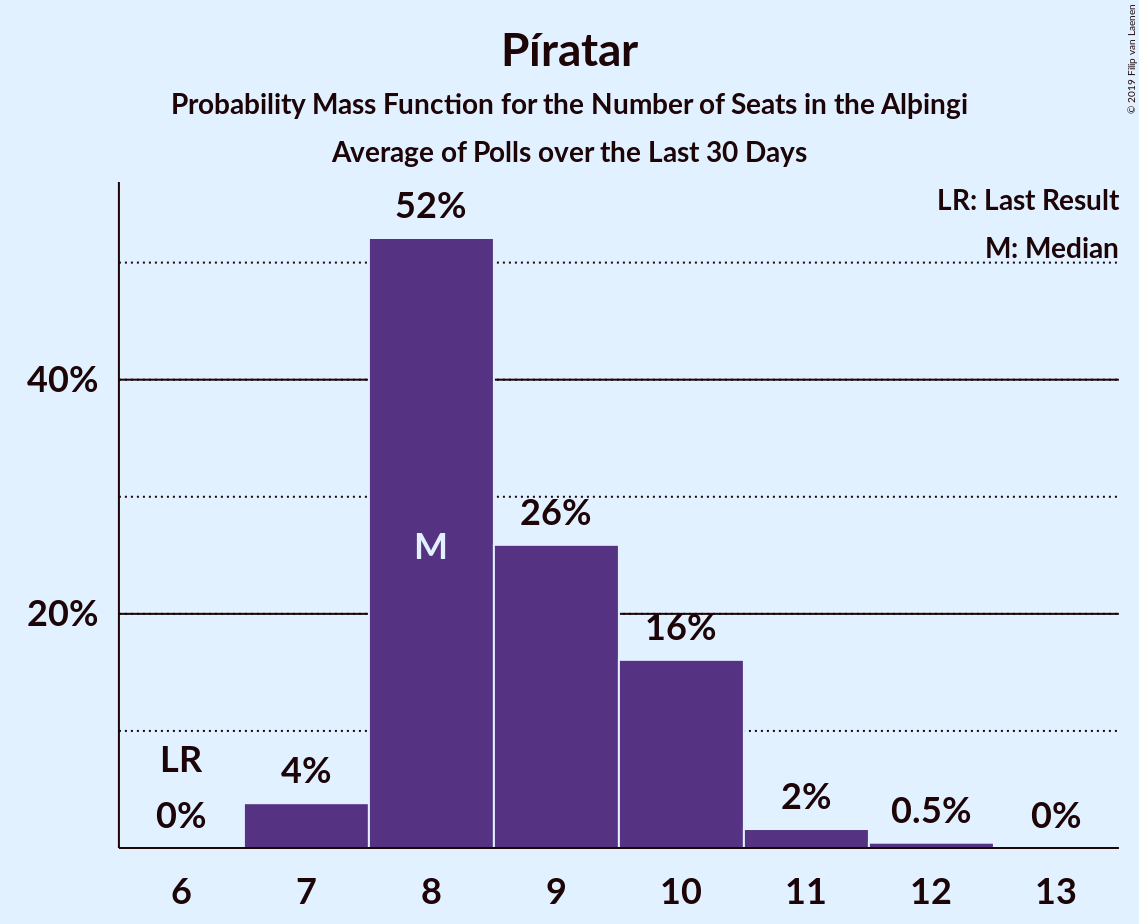 Píratar
Probability Mass Function for the Number of Seats in the Alþingi
Average of Polls over the Last 30 Days
© 2019 Filip van Laenen
LR: Last Result
M: Median
52%
40%
26%
M
20%
16%
LR
4%
2%
0.5%
0%
0%
6 7 8 9 10 11 12 13